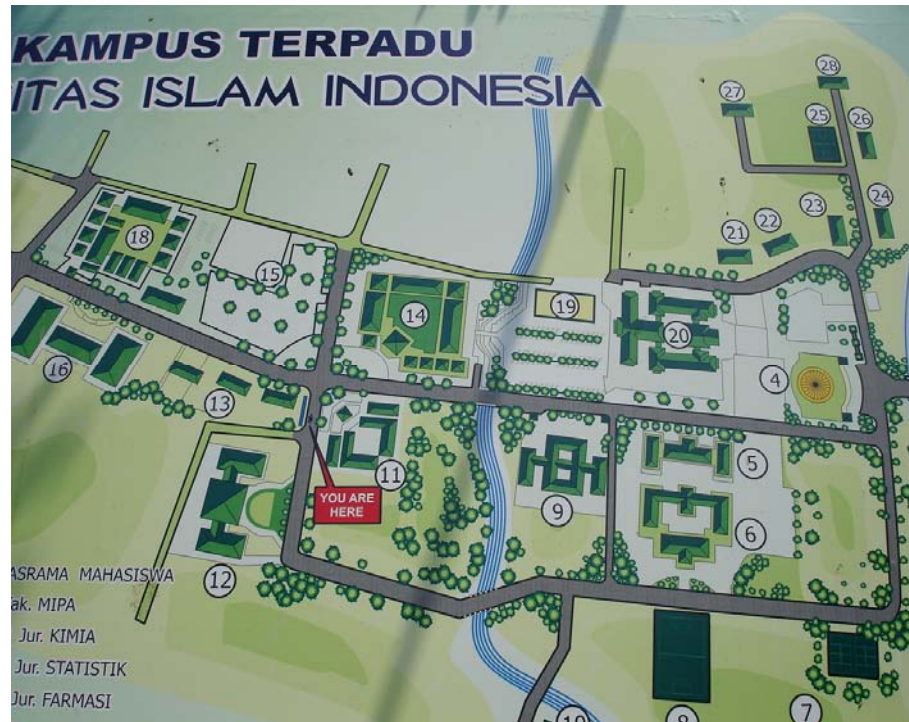 KAMPUS TERPADU
ITAS ISLAM INDONESIA
28
27
25
26
24
23
22
21
18
15
14
19
20
4
16
13
11
5
9
6
YOU ARE
HERE
12
ASRAMA MAHASISWA
ak. MIPA
Jur. KIMIA
Jur. STATISTIK
Jur. FARMASI
10
8
7